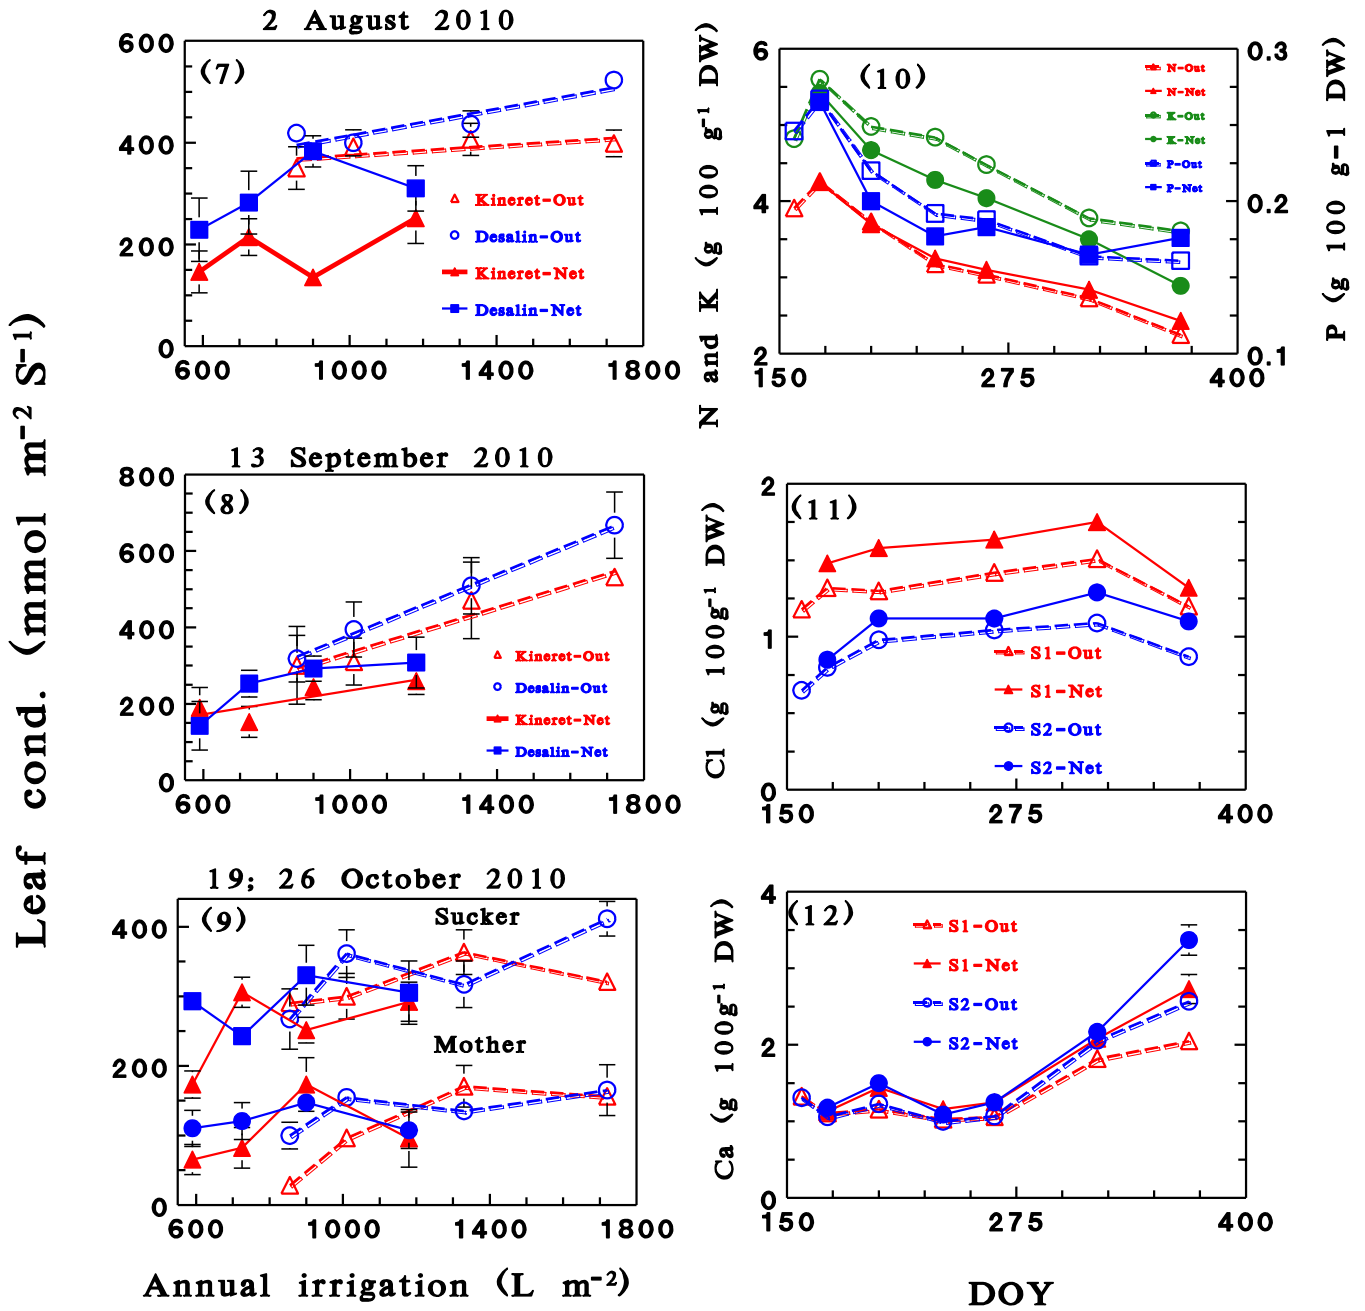 Leaf cond. (mmol m⁻² S⁻¹)
2 August 2010
(7)
600
400
200
0
600 1000 1400 1800
Kineret-Out
Desalin-Out
Kineret-Net
Desalin-Net
13 September 2010
(8)
800
600
400
200
0
600 1000 1400 1800
Kineret-Out
Desalin-Out
Kineret-Net
Desalin-Net
19; 26 October 2010
(9)
Sucker
Mother
400
200
0
600 1000 1400 1800
Annual irrigation (L m⁻²)
N and K (g 100 g⁻¹ DW)
(10)
6
4
2
150 275 400
0.3
0.2
0.1
P (g 100 g-1 DW)
N-Out
N-Net
K-Out
K-Net
P-Out
P-Net
Cl (g 100g⁻¹ DW)
(11)
2
1
0
150 275 400
S1-Out
S1-Net
S2-Out
S2-Net
Ca (g 100g⁻¹ DW)
(12)
4
2
0
150 275 400
S1-Out
S1-Net
S2-Out
S2-Net
DOY